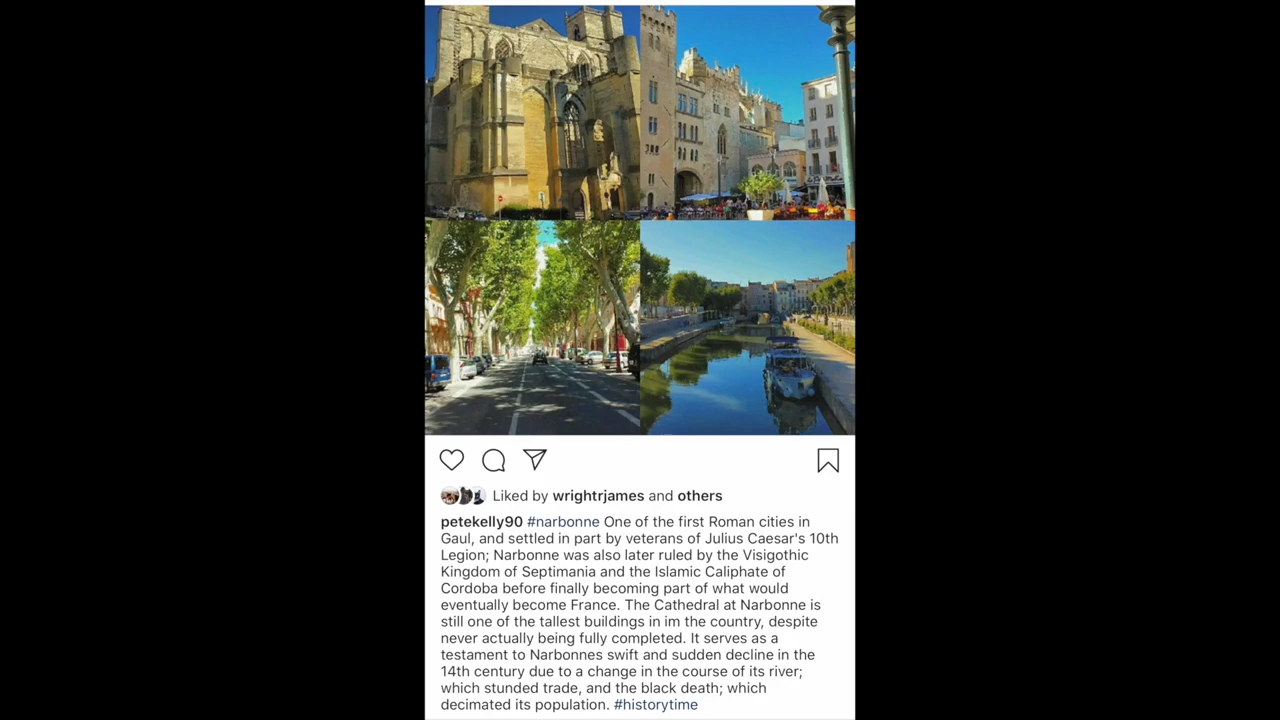 Liked by wrightrjames and others
petekelly90 #narbonne One of the first Roman cities in
Gaul, and settled in part by veterans of Julius Caesar's 10th
Legion; Narbonne was also later ruled by the Visigothic
Kingdom of Septimania and the Islamic Caliphate of
Cordoba before finally becoming part of what would
eventually become France. The Cathedral at Narbonne is
still one of the tallest buildings in im the country, despite
never actually being fully completed. It serves as a
testament to Narbonnes swift and sudden decline in the
14th century due to a change in the course of its river;
which stunded trade, and the black death; which
decimated its population. #historytime